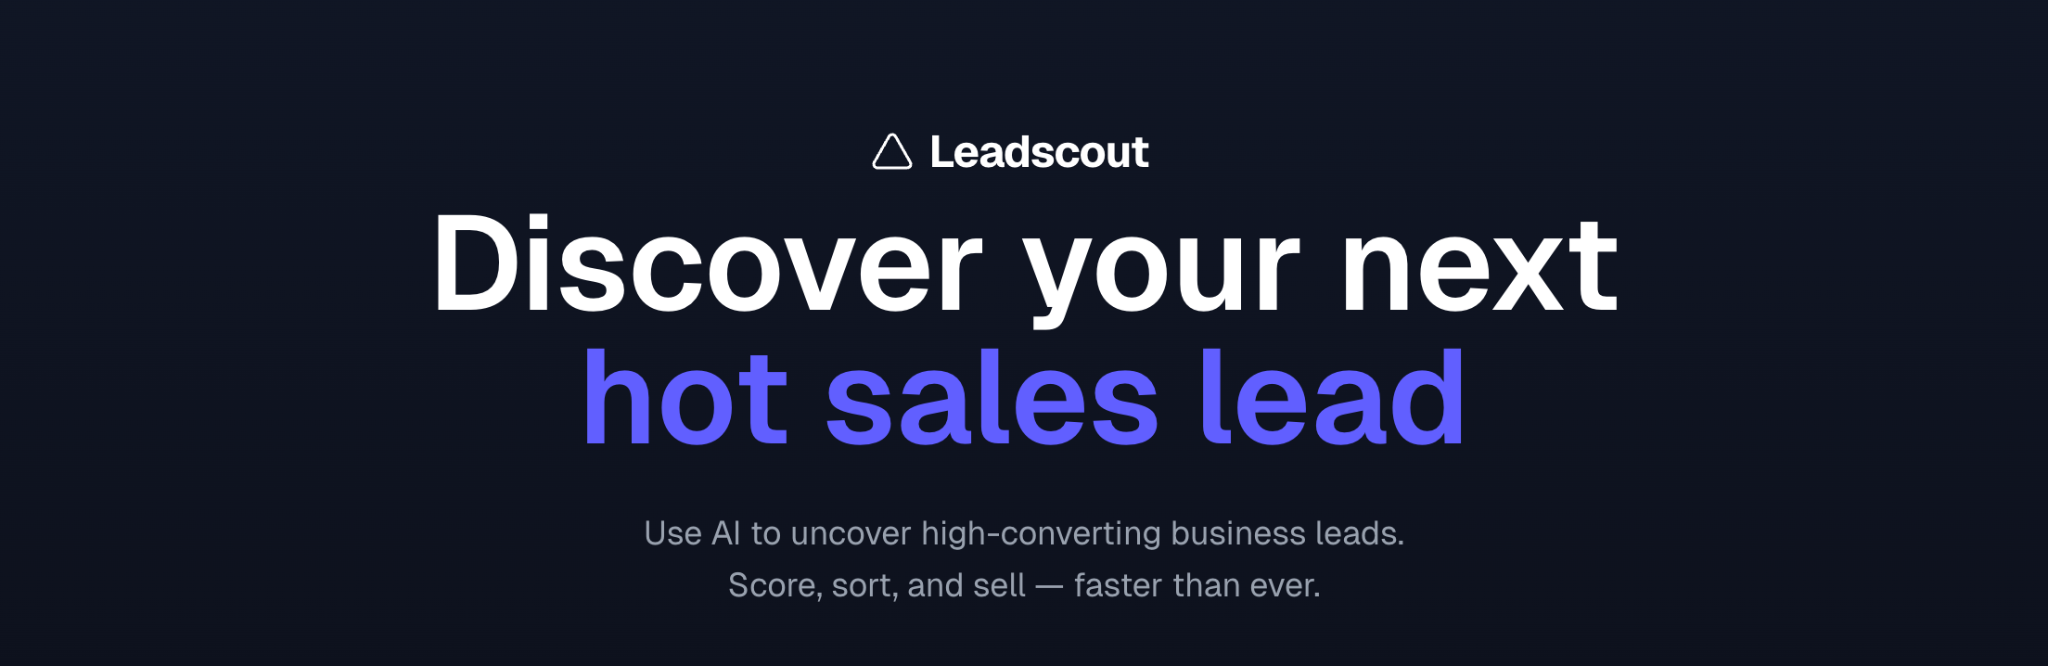 Leadscout
Discover your next
hot sales lead
Use AI to uncover high-converting business leads.
Score, sort, and sell — faster than ever.